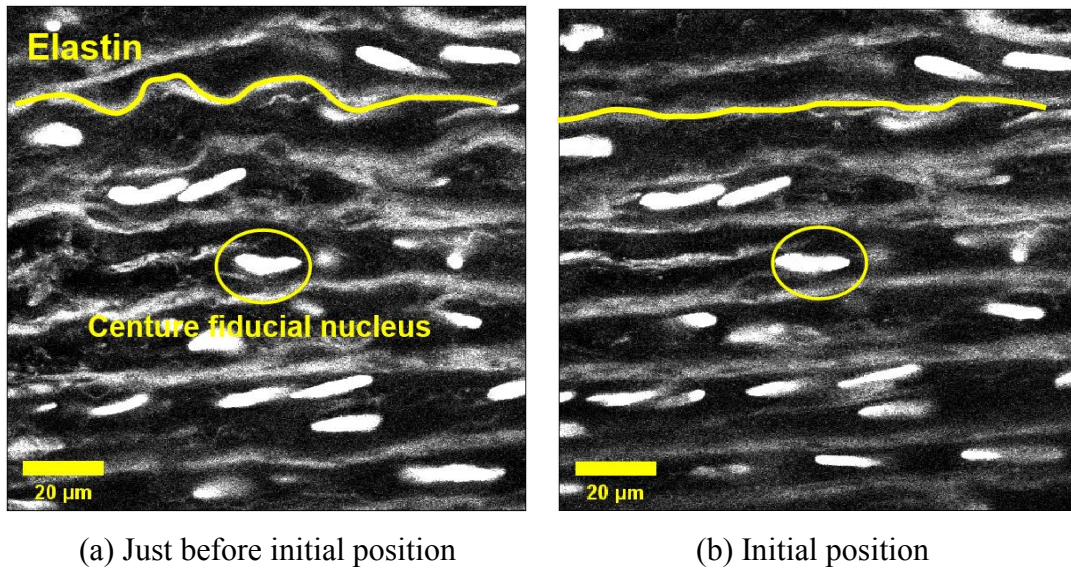 Elastin
Centure fiducial nucleus
20 µm
20 µm
(a) Just before initial position
(b) Initial position